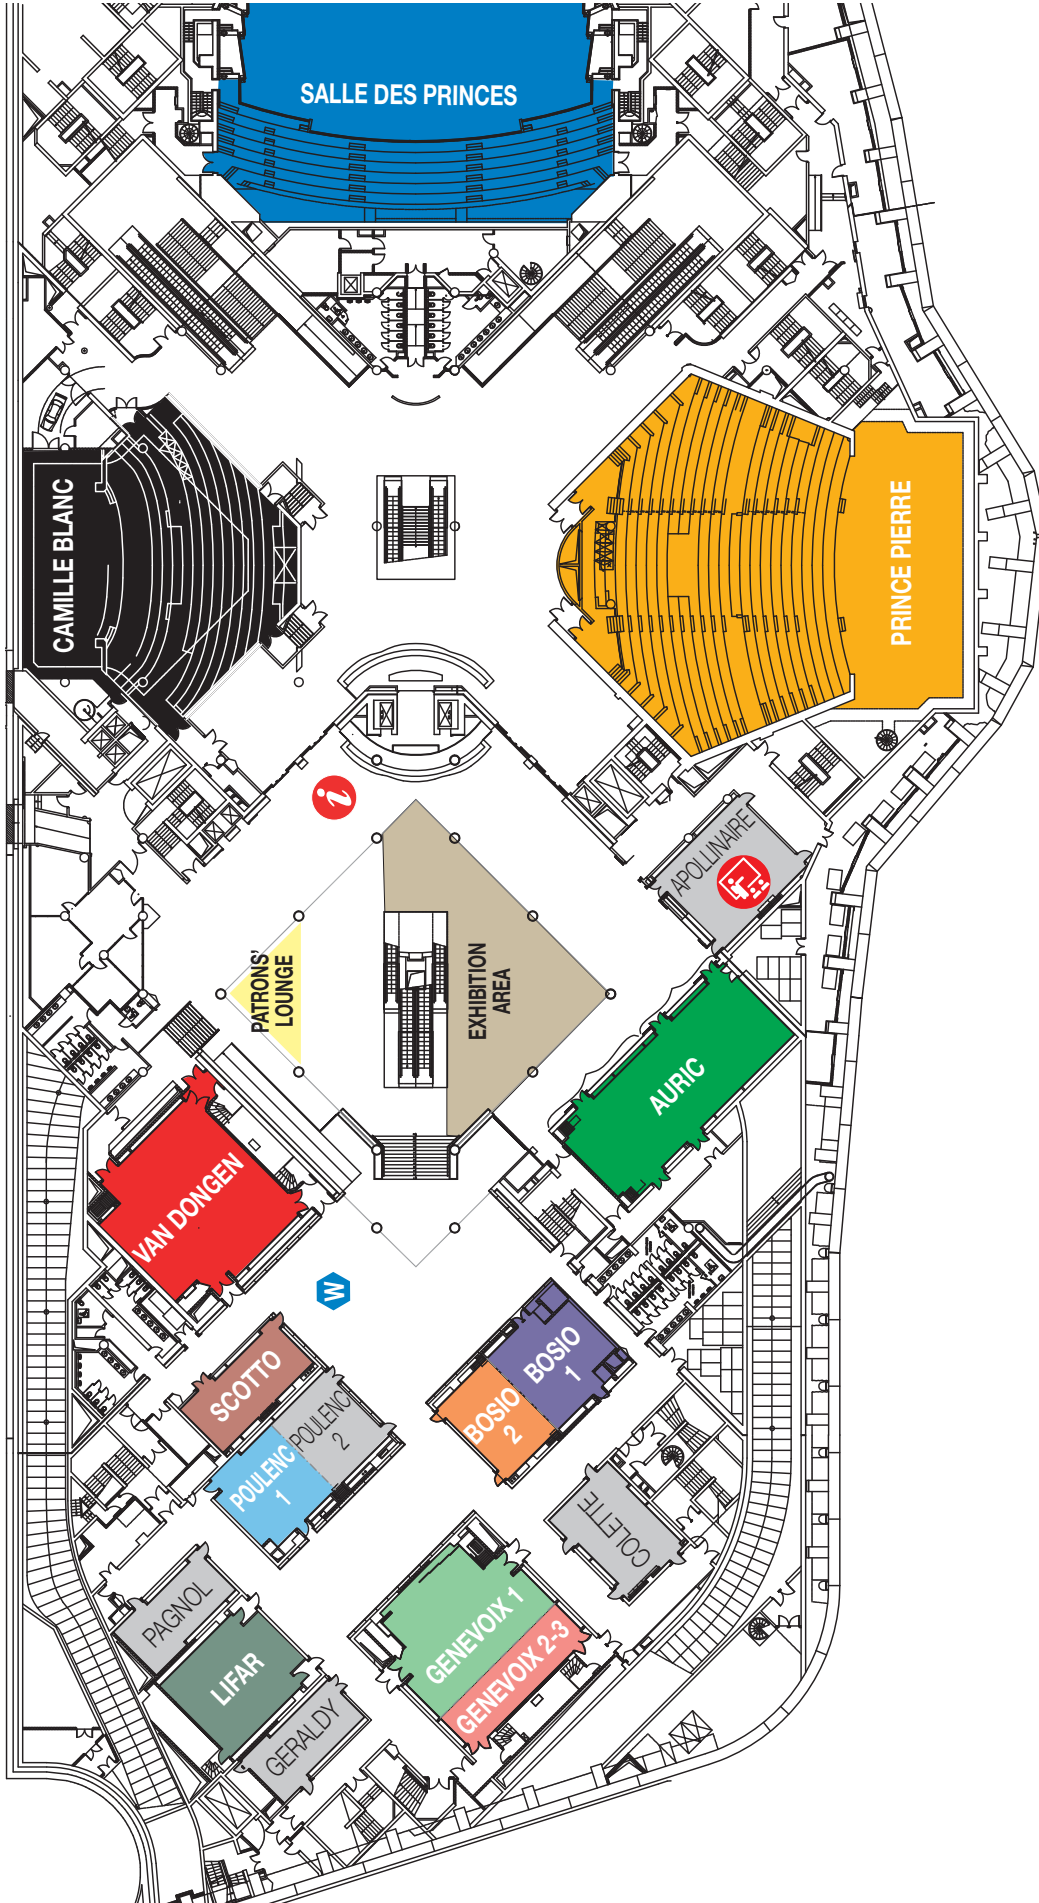 SALLE DES PRINCES
CAMILLE BLANC
PRINCE PIERRE
i
APOLLINAIRE
PATRONS'
LOUNGE
EXHIBITION
AREA
AURIC
VAN DONGEN
W
SCOTTO
BOSIO
1
BOSIO
2
POULENC
2
POULENC
1
COLETTE
PAGNOL
GENEVOIX 1
GENEVOIX 2-3
LIFAR
GERALDY